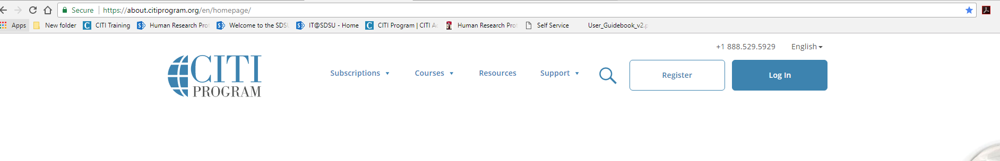 Secure https://about.citiprogram.org/en/homepage/
Apps New folder CITI Training Human Research Pro Welcome to the SDSU IT@SDSU - Home CITI Program | CITI A Human Research Pro Self Service User_Guidebook_v2.p
+1 888.529.5929 English
CITI
PROGRAM
Subscriptions Courses Resources Support Register Log In